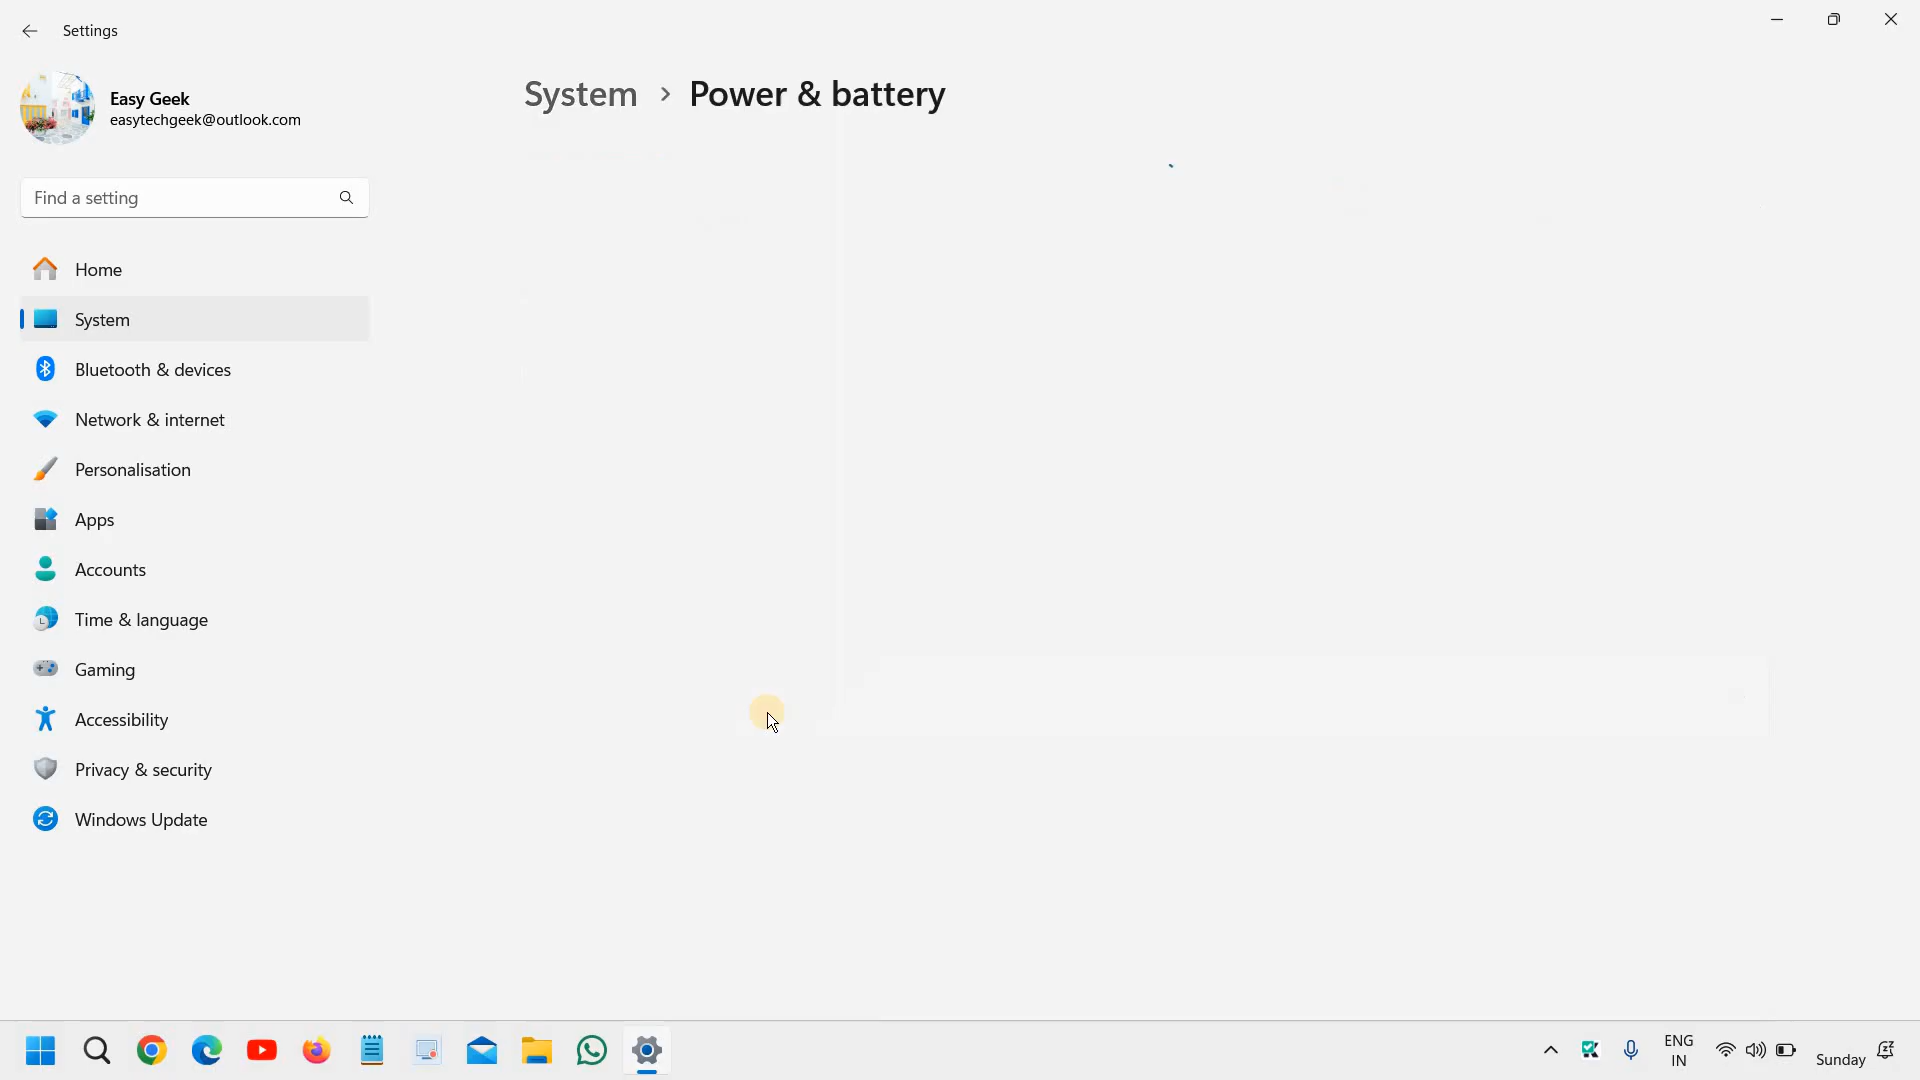 Settings
Easy Geek
easytechgeek@outlook.com
System > Power & battery
Find a setting
Home
System
Bluetooth & devices
Network & internet
Personalisation
Apps
Accounts
Time & language
Gaming
Accessibility
Privacy & security
Windows Update
ENG
IN
Sunday